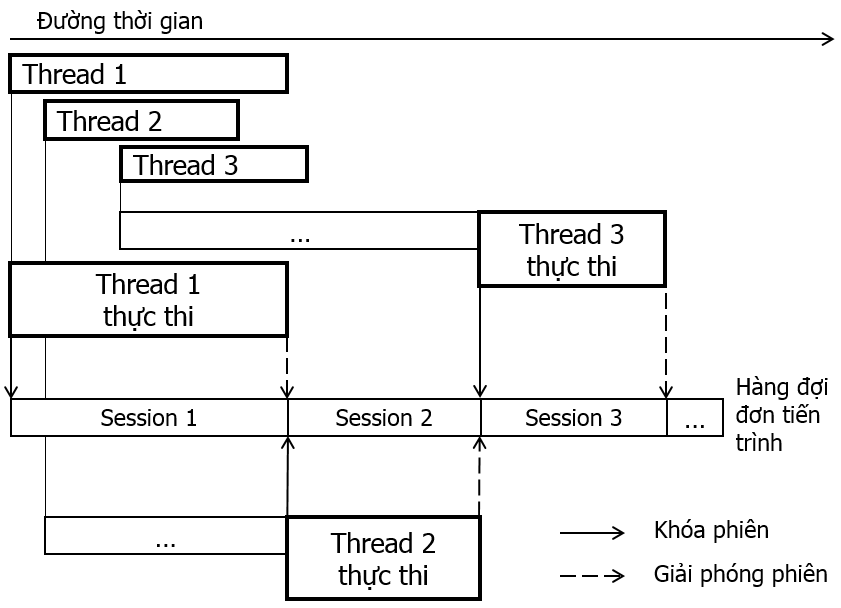 Đường thời gian
Thread 1
Thread 2
Thread 3
...
Thread 3
thực thi
Thread 1
thực thi
Session 1
Session 2
Session 3
...
Hàng đợi
đơn tiến
trình
...
Thread 2
thực thi
Khóa phiên
Giải phóng phiên